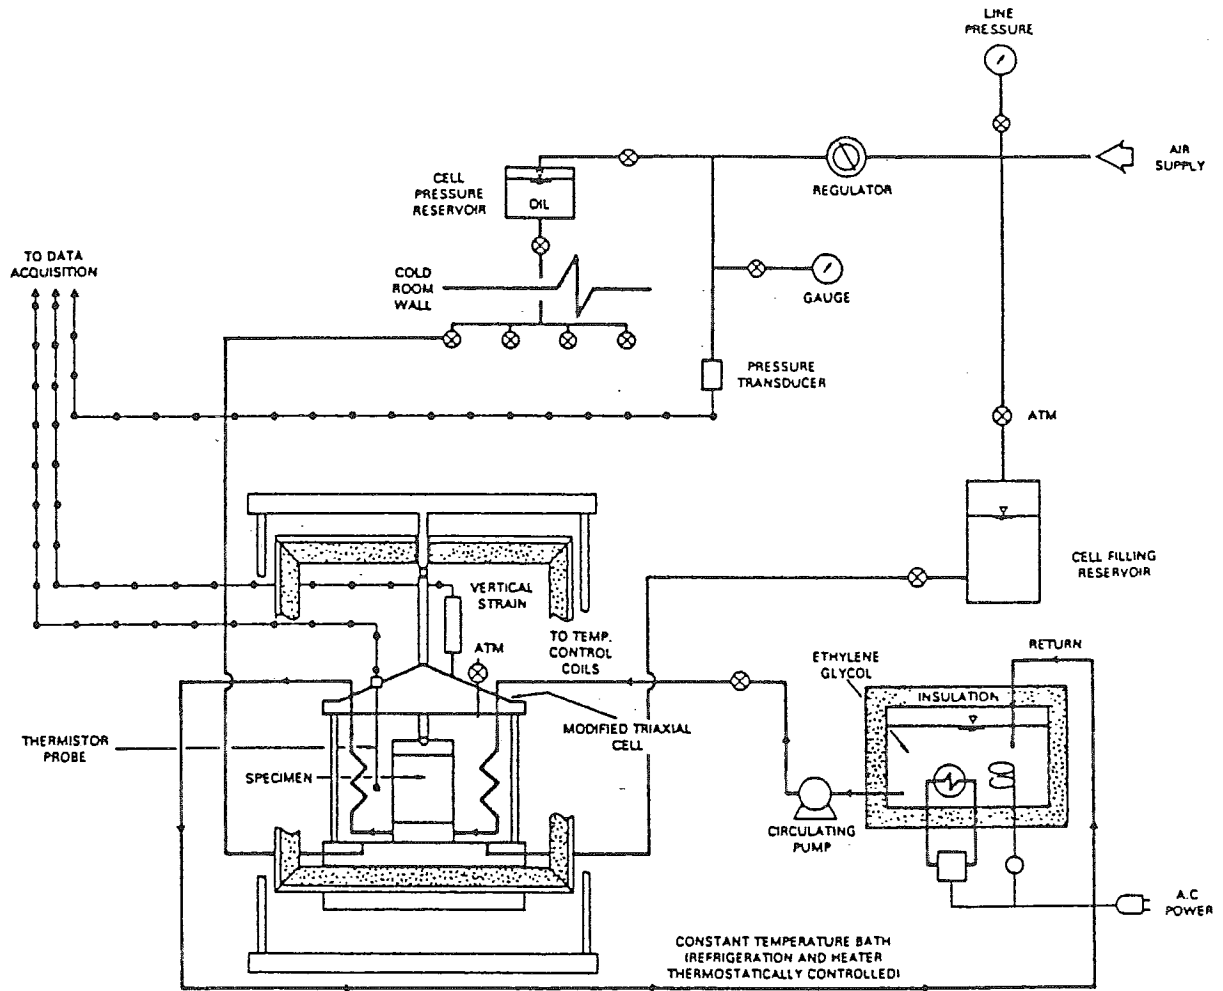 LINE
PRESSURE
AIR
SUPPLY
REGULATOR
CELL
PRESSURE
RESERVOIR
OIL
TO DATA
ACQUISITION
COLD
ROOM
WALL
GAUGE
PRESSURE
TRANSDUCER
ATM
CELL FILLING
RESERVOIR
VERTICAL
STRAIN
ATM
TO TEMP.
CONTROL
COILS
RETURN
ETHYLENE
GLYCOL
INSULATION
MODIFIED TRIAXIAL
CELL
THERMISTOR
PROBE
SPECIMEN
CIRCULATING
PUMP
A.C
POWER
CONSTANT TEMPERATURE BATH
(REFRIGERATION AND HEATER
THERMOSTATICALLY CONTROLLED)